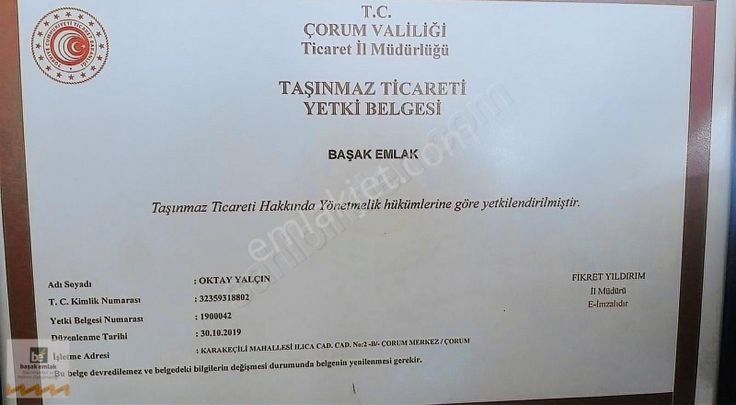 T.C.
ÇORUM VALİLİĞİ
Ticaret İl Müdürlüğü
TAŞINMAZ TİCARETİ
YETKİ BELGESİ
BAŞAK EMLAK
Taşınmaz Ticareti Hakkında Yönetmelik hükümlerine göre yetkilendirilmiştir.
Adı Soyadı : OKTAY YALÇIN
T. C. Kimlik Numarası : 32359318802
Yetki Belgesi Numarası : 1900042
Düzenlenme Tarihi : 30.10.2019
İşletme Adresi : KARAKEÇİLİ MAHALLESİ ILICA CAD. CAD. No:2 -B/- ÇORUM MERKEZ / ÇORUM
Bu belge devredilemez ve belgedeki bilgilerin değişmesi durumunda belgenin yenilenmesi gerekir.
FİKRET YILDIRIM
İl Müdürü
E-İmzalıdır
be
başak emlak